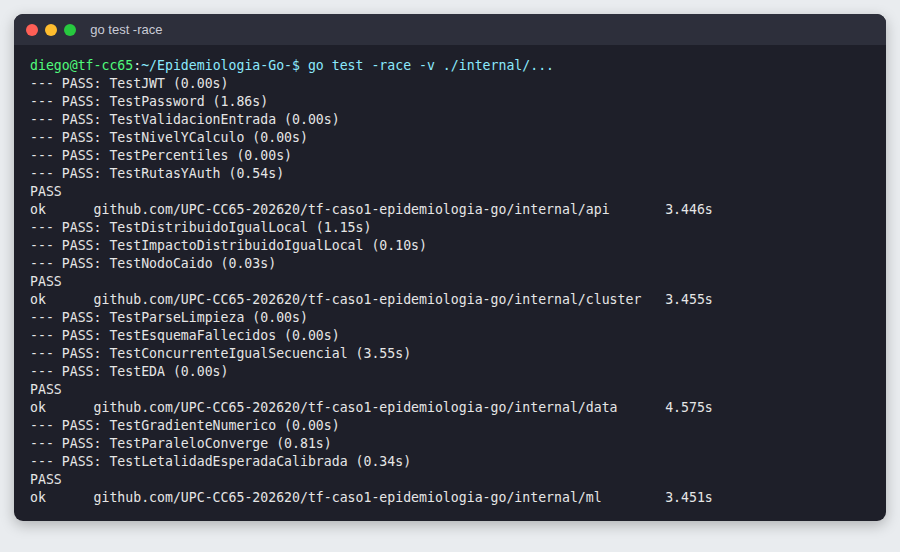 go test -race
diego@tf-cc65:~/Epidemiologia-Go-$ go test -race -v ./internal/...
--- PASS: TestJWT (0.00s)
--- PASS: TestPassword (1.86s)
--- PASS: TestValidacionEntrada (0.00s)
--- PASS: TestNivelYCalculo (0.00s)
--- PASS: TestPercentiles (0.00s)
--- PASS: TestRutasYAuth (0.54s)
PASS
ok      github.com/UPC-CC65-202620/tf-caso1-epidemiologia-go/internal/api       3.446s
--- PASS: TestDistribuidoIgualLocal (1.15s)
--- PASS: TestImpactoDistribuidoIgualLocal (0.10s)
--- PASS: TestNodoCaido (0.03s)
PASS
ok      github.com/UPC-CC65-202620/tf-caso1-epidemiologia-go/internal/cluster   3.455s
--- PASS: TestParseLimpieza (0.00s)
--- PASS: TestEsquemaFallecidos (0.00s)
--- PASS: TestConcurrenteIgualSecuencial (3.55s)
--- PASS: TestEDA (0.00s)
PASS
ok      github.com/UPC-CC65-202620/tf-caso1-epidemiologia-go/internal/data      4.575s
--- PASS: TestGradienteNumerico (0.00s)
--- PASS: TestParaleloConverge (0.81s)
--- PASS: TestLetalidadEsperadaCalibrada (0.34s)
PASS
ok      github.com/UPC-CC65-202620/tf-caso1-epidemiologia-go/internal/ml        3.451s